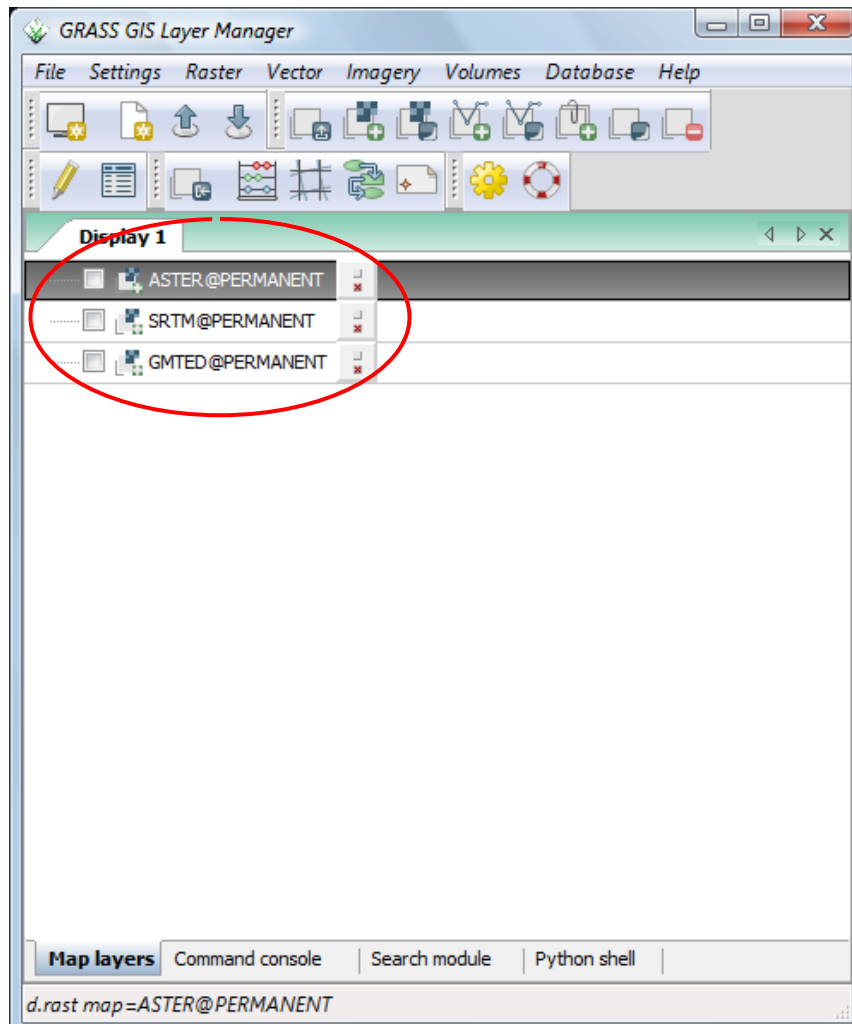 GRASS GIS Layer Manager
File Settings Raster Vector Imagery Volumes Database Help
Display 1
ASTER@PERMANENT
SRTM@PERMANENT
GMTED@PERMANENT
Map layers Command console Search module Python shell
d.rast map=ASTER@PERMANENT